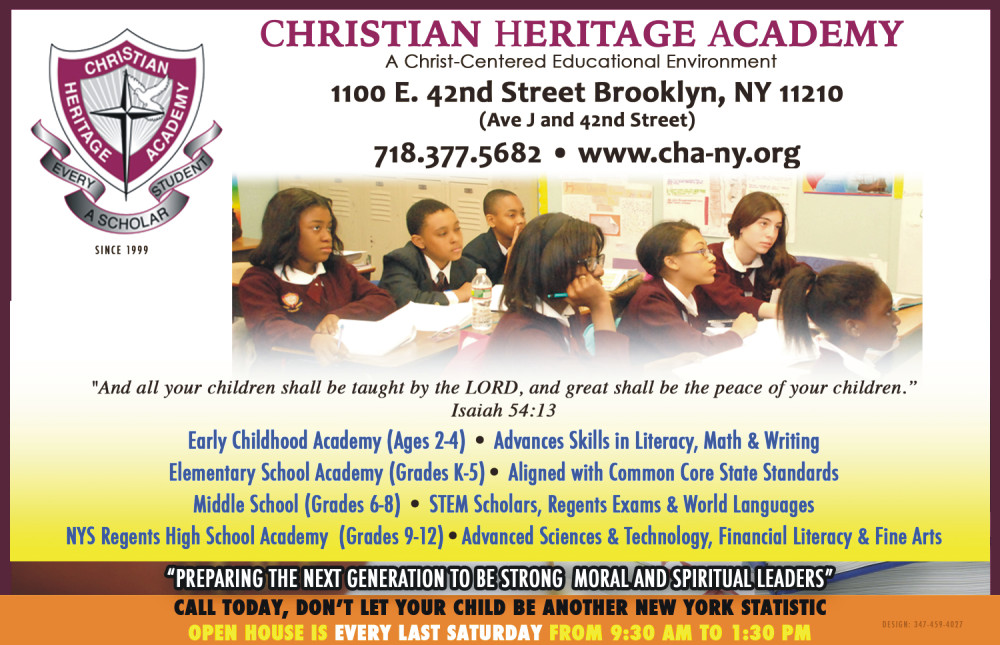 CHRISTIAN HERITAGE ACADEMY
A Christ-Centered Educational Environment
1100 E. 42nd Street Brooklyn, NY 11210
(Ave J and 42nd Street)
718.377.5682 • www.cha-ny.org
CHRISTIAN
HERITAGE
ACADEMY
EVERY
STUDENT
A SCHOLAR
SINCE 1999
"And all your children shall be taught by the LORD, and great shall be the peace of your children.”
Isaiah 54:13
Early Childhood Academy (Ages 2-4) • Advances Skills in Literacy, Math & Writing
Elementary School Academy (Grades K-5) • Aligned with Common Core State Standards
Middle School (Grades 6-8) • STEM Scholars, Regents Exams & World Languages
NYS Regents High School Academy (Grades 9-12) • Advanced Sciences & Technology, Financial Literacy & Fine Arts
“PREPARING THE NEXT GENERATION TO BE STRONG MORAL AND SPIRITUAL LEADERS”
CALL TODAY, DON'T LET YOUR CHILD BE ANOTHER NEW YORK STATISTIC
OPEN HOUSE IS EVERY LAST SATURDAY FROM 9:30 AM TO 1:30 PM
DESIGN: 347-459-4027